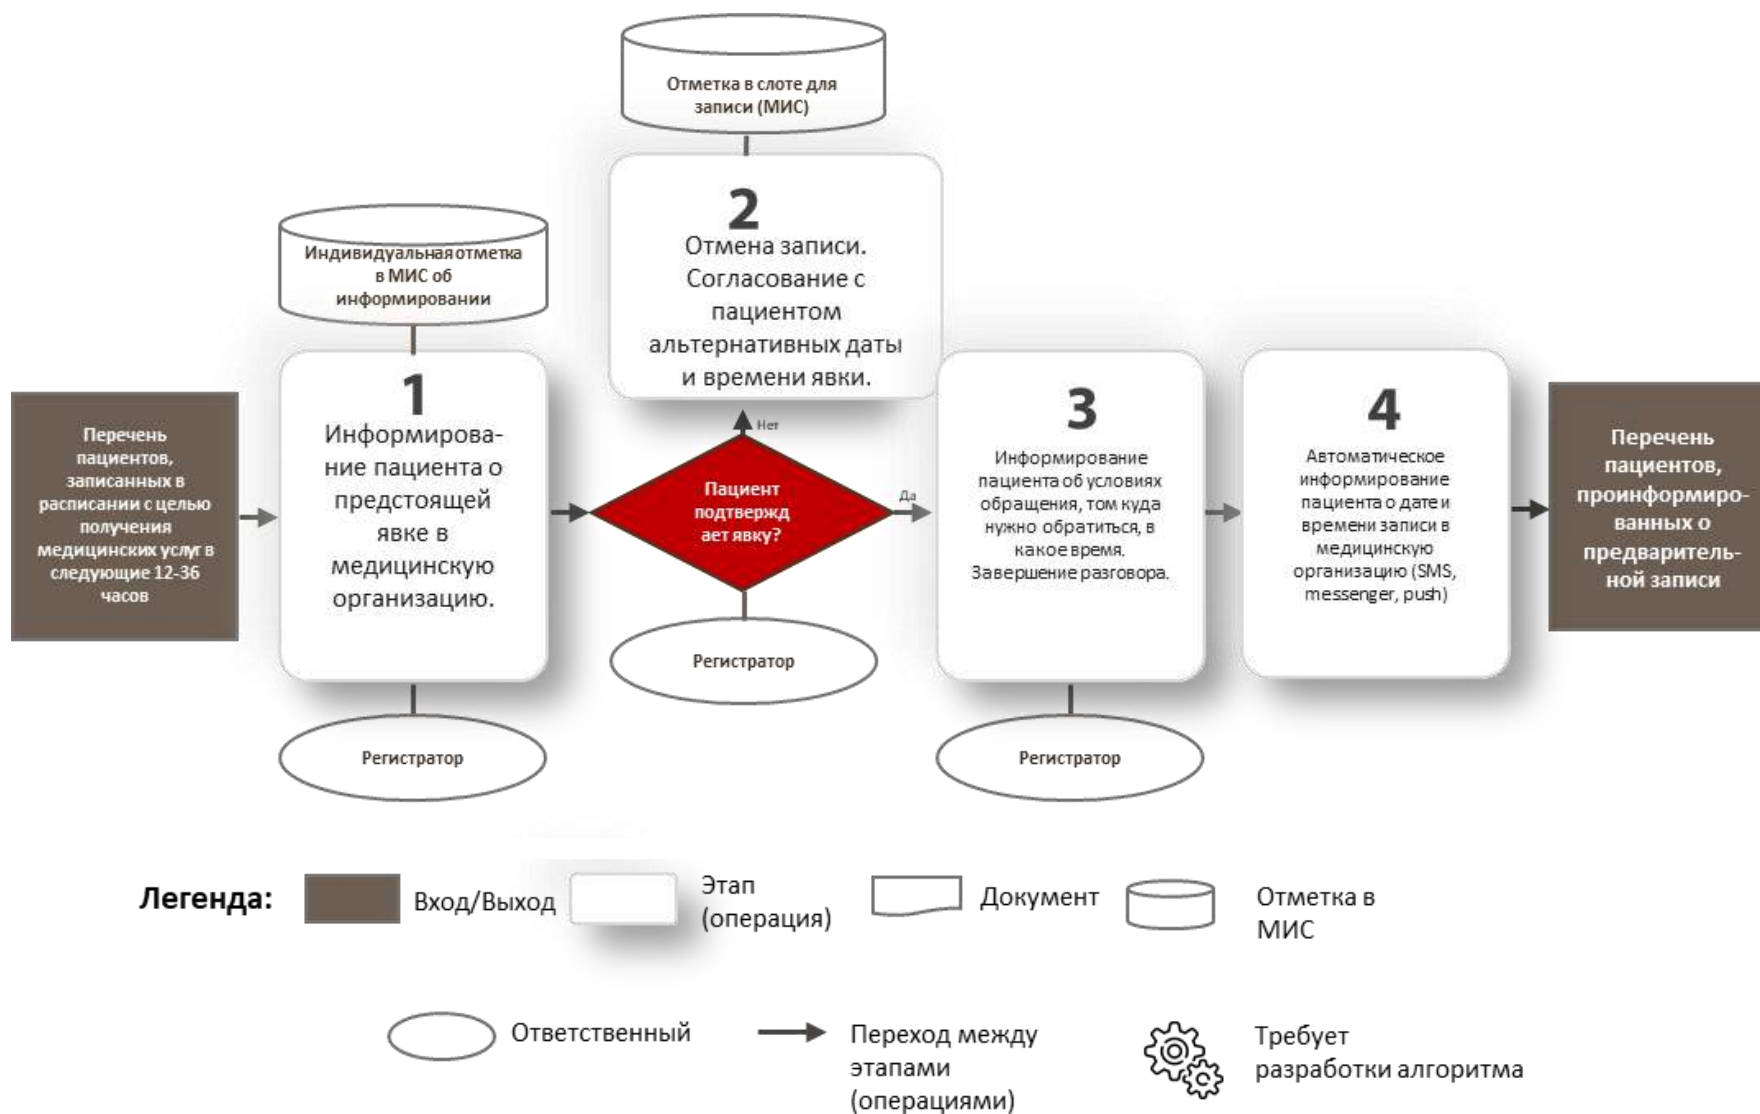 Отметка в слоте для
записи (МИС)
2
Отмена записи.
Согласование с
пациентом
альтернативных даты
и времени явки.
Индивидуальная отметка
в МИС об
информировании
1
Информирова-
ние пациента о
предстоящей
явке в
медицинскую
организацию.
Перечень
пациентов,
записанных в
расписании с целью
получения
медицинских услуг в
следующие 12-36
часов
Нет
Пациент
подтвержд
ает явку?
Да
3
Информирование
пациента об условиях
обращения, том куда
нужно обратиться, в
какое время.
Завершение разговора.
4
Автоматическое
информирование
пациента о дате и
времени записи в
медицинскую
организацию (SMS,
messenger, push)
Перечень
пациентов,
проинформиро-
ванных о
предваритель-
ной записи
Регистратор
Регистратор
Регистратор
Легенда:
Вход/Выход
Этап
(операция)
Документ
Отметка в
МИС
Ответственный
Переход между
этапами
(операциями)
Требует
разработки алгоритма